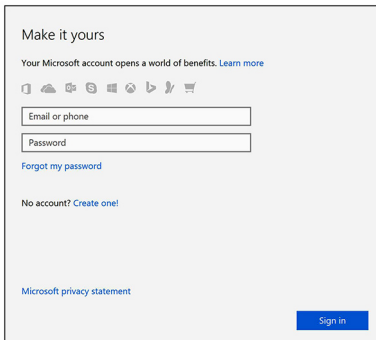 Make it yours
Your Microsoft account opens a world of benefits. Learn more
Email or phone
Password
Forgot my password
No account? Create one!
Microsoft privacy statement
Sign in